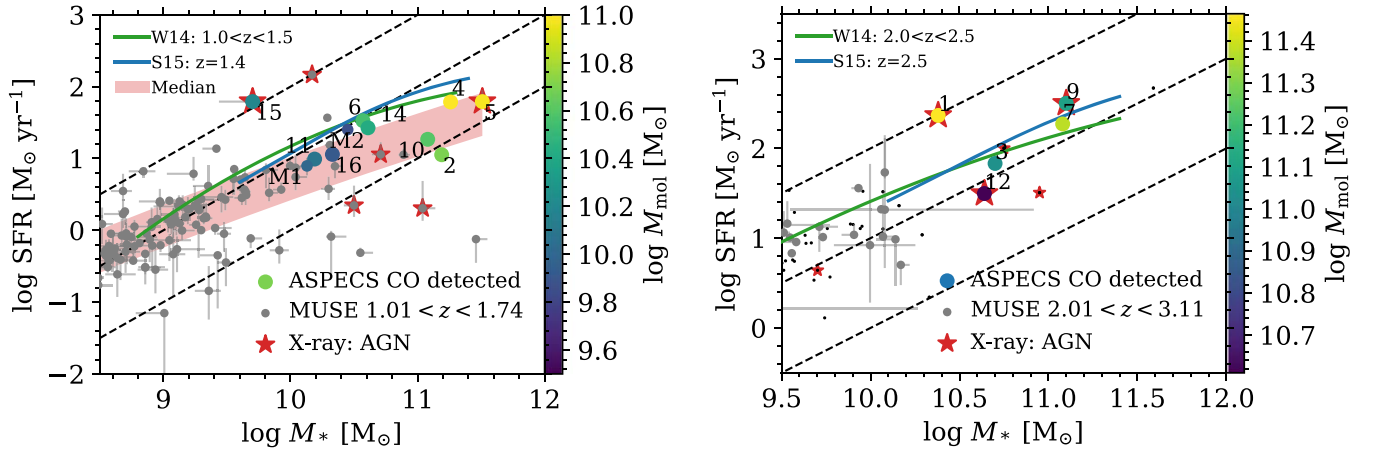 3
2
1
0
−1
−2
log SFR [M⊙ yr−1]
W14: 1.0<z<1.5
S15: z=1.4
Median
15
6
4
14
5
11
M2
10
2
16
M1
ASPECS CO detected
MUSE 1.01 < z < 1.74
X-ray: AGN
9
10
11
12
log M* [M⊙]
11.0
10.8
10.6
10.4
10.2
10.0
9.8
9.6
log Mmol [M⊙]
3
2
1
0
log SFR [M⊙ yr−1]
W14: 2.0<z<2.5
S15: z=2.5
1
9
7
3
12
ASPECS CO detected
MUSE 2.01 < z < 3.11
X-ray: AGN
9.5
10.0
10.5
11.0
11.5
12.0
log M* [M⊙]
11.4
11.3
11.2
11.1
11.0
10.9
10.8
10.7
log Mmol [M⊙]